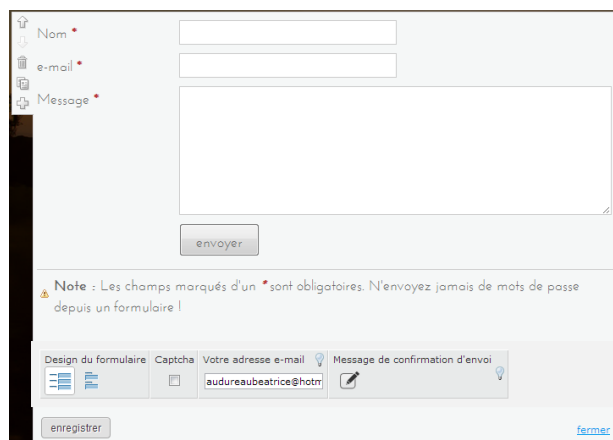 Nom *
e-mail *
Message *
envoyer
Note : Les champs marqués d'un * sont obligatoires. N'envoyez jamais de mots de passe
depuis un formulaire !
Design du formulaire Captcha Votre adresse e-mail Message de confirmation d'envoi
audureaubeatrice@hotm
enregistrer
fermer